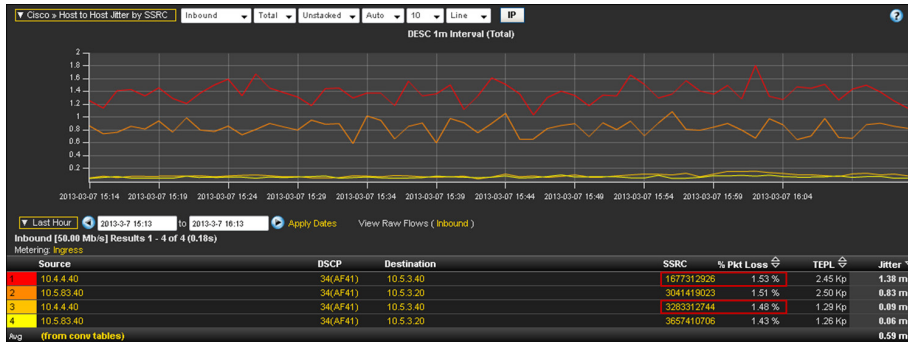 ▼ Cisco » Host to Host Jitter by SSRC Inbound Total Unstacked Auto 10 Line IP ?
DESC 1m Interval (Total)
2
1.8
1.6
1.4
1.2
1
0.8
0.6
0.4
0.2
2013-03-07 15:14 2013-03-07 15:19 2013-03-07 15:24 2013-03-07 15:29 2013-03-07 15:34 2013-03-07 15:39 2013-03-07 15:44 2013-03-07 15:49 2013-03-07 15:54 2013-03-07 15:59 2013-03-07 16:04
▼ Last Hour 2013-3-7 15:13 to 2013-3-7 16:13 Apply Dates View Raw Flows ( Inbound )
Inbound [50.00 Mb/s] Results 1 - 4 of 4 (0.18s)
Metering: Ingress
Source DSCP Destination SSRC % Pkt Loss TEPL Jitter
1 10.4.4.40 34(AF41) 10.5.3.40 1677312926 1.53 % 2.45 Kp 1.38 m
2 10.5.83.40 34(AF41) 10.5.3.20 3041419023 1.51 % 2.50 Kp 0.83 m
3 10.4.4.40 34(AF41) 10.5.3.40 3283312744 1.48 % 1.29 Kp 0.09 m
4 10.5.83.40 34(AF41) 10.5.3.20 3657410706 1.43 % 1.26 Kp 0.06 m
Avg (from conv tables) 0.59 m